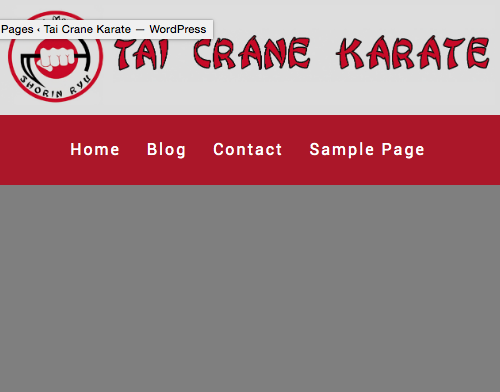 Pages ‹ Tai Crane Karate — WordPress
TAI CRANE KARATE
SHORIN RYU
Home Blog Contact Sample Page